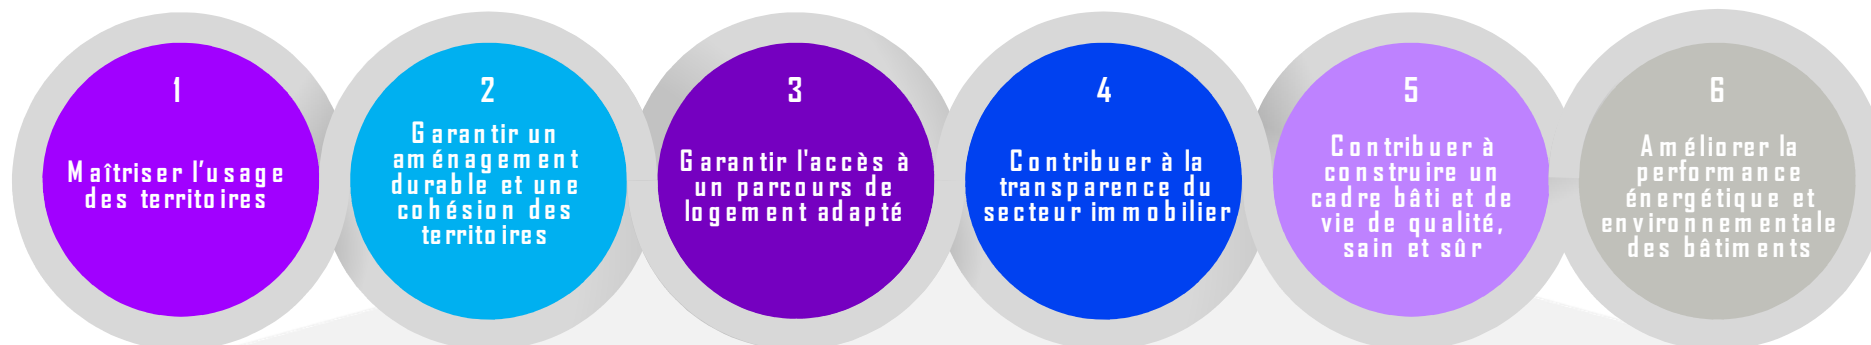 1
Maîtriser l’usage
des territoires
2
Garantir un
aménagement
durable et une
cohésion des
territoires
3
Garantir l'accès à
un parcours de
logement adapté
4
Contribuer à la
transparence du
secteur immobilier
5
Contribuer à
construire un
cadre bâti et de
vie de qualité,
sain et sûr
6
Améliorer la
performance
énergétique et
environnementale
des bâtiments